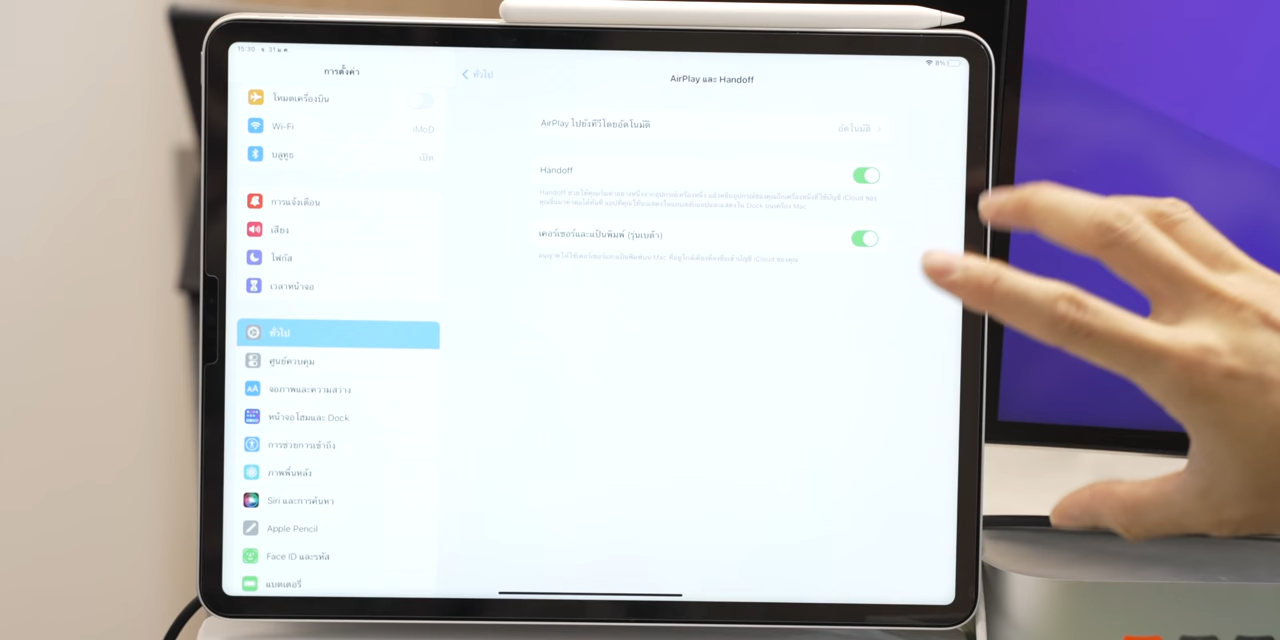 15:30 จ. 31 ม.ค.
8%
การตั้งค่า
โหมดเครื่องบิน
Wi-Fi
iMoD
บลูทูธ
เปิด
การแจ้งเตือน
เสียง
โฟกัส
เวลาหน้าจอ
ทั่วไป
ศูนย์ควบคุม
จอภาพและความสว่าง
หน้าจอโฮมและ Dock
การช่วยการเข้าถึง
ภาพพื้นหลัง
Siri และการค้นหา
Apple Pencil
Face ID และรหัส
แบตเตอรี่
ทั่วไป
AirPlay และ Handoff
AirPlay ไปยังทีวีโดยอัตโนมัติ
อัตโนมัติ
Handoff
เคอร์เซอร์และแป้นพิมพ์ (รุ่นเบต้า)